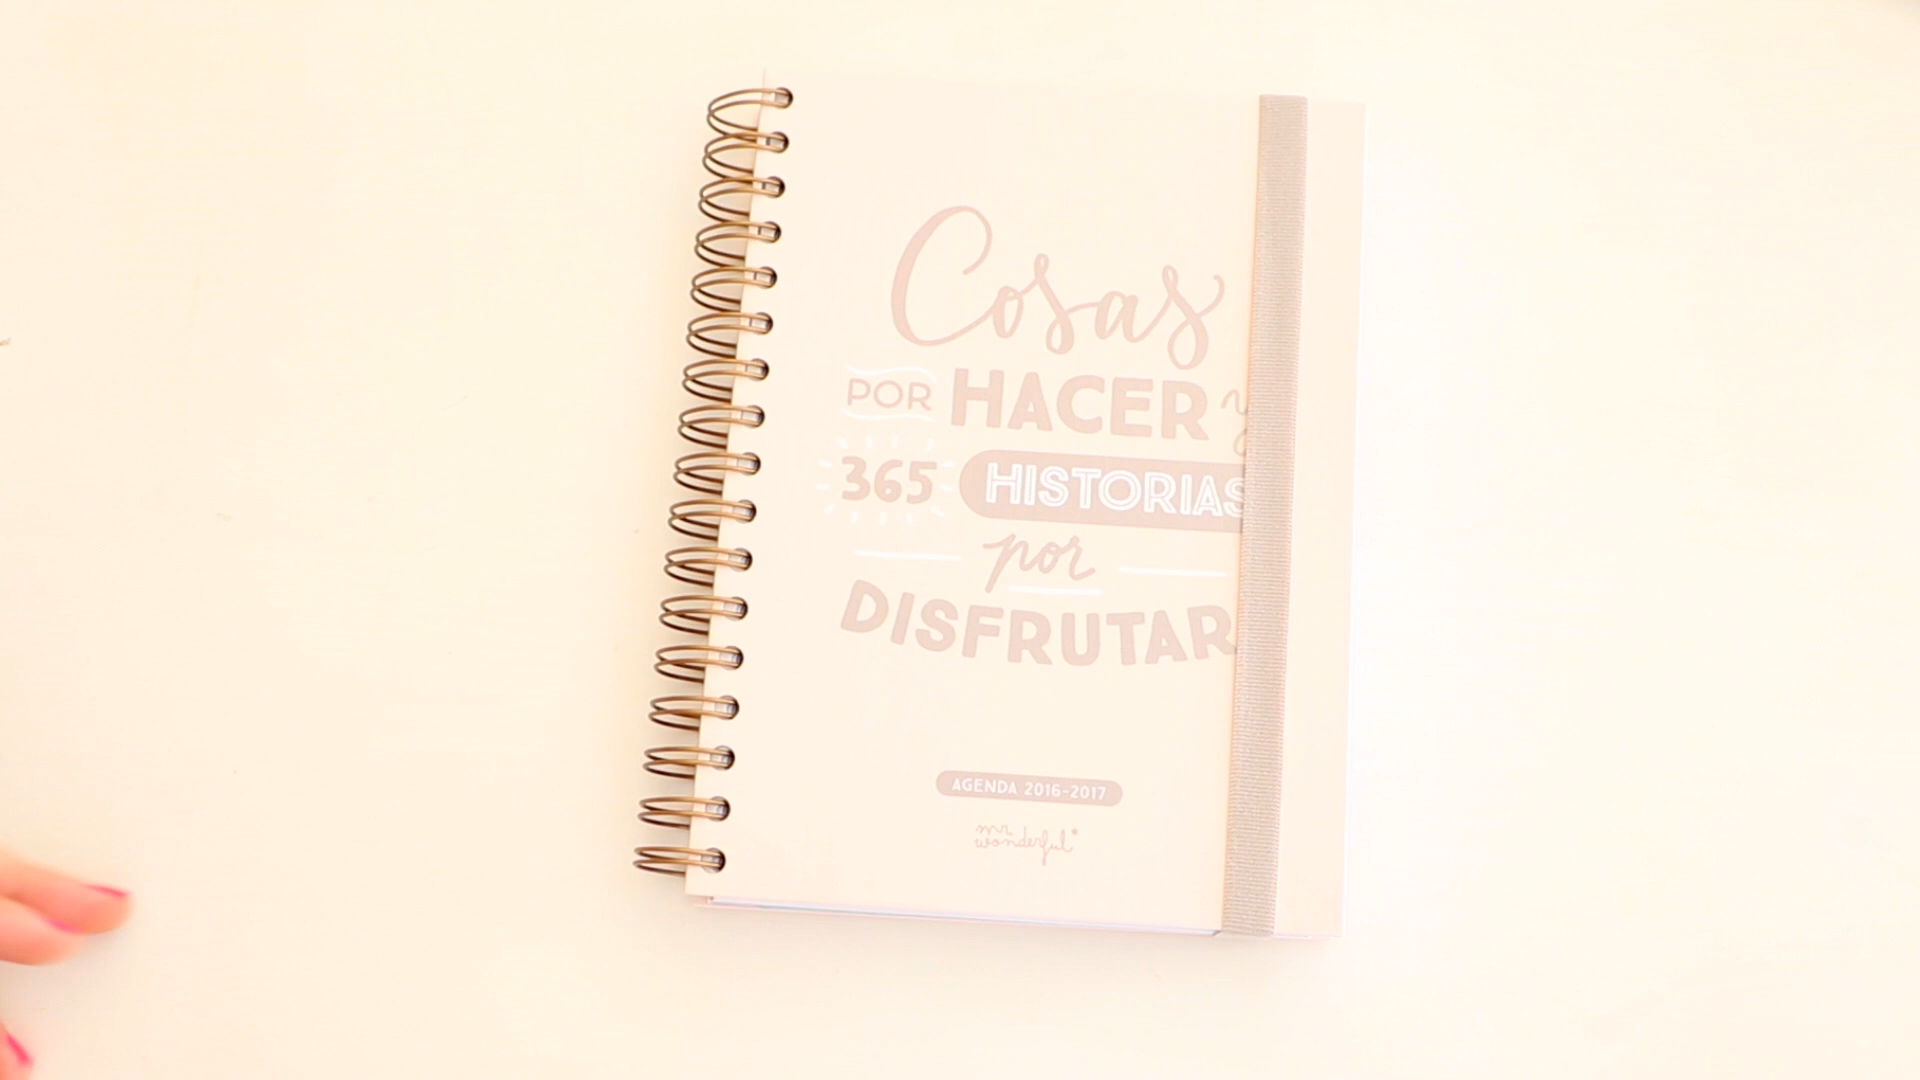 Cosas
POR HACER y
365 HISTORIAS
por
DISFRUTAR
AGENDA 2016-2017
mr
wonderful*